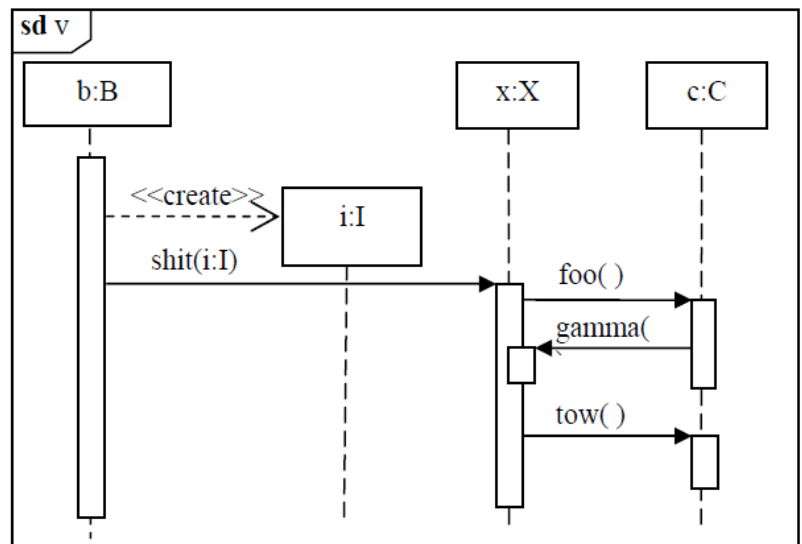 sd v
b:B
x:X
c:C
<<create>>
i:I
shit(i:I)
foo( )
gamma(
tow( )